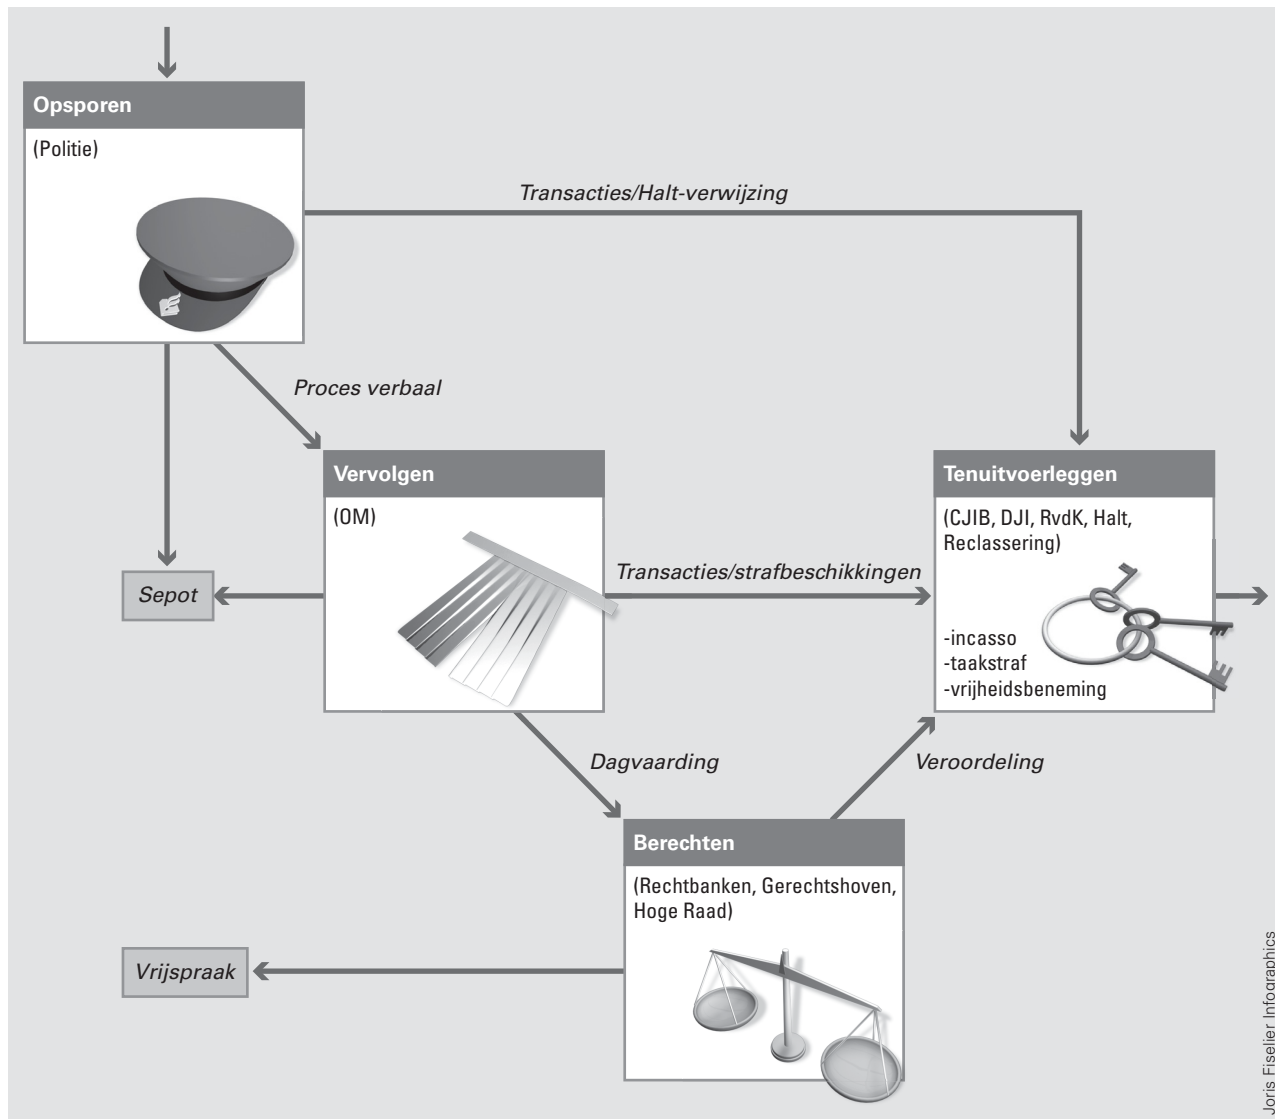 Opsporen
(Politie)
Transacties/Halt-verwijzing
Proces verbaal
Vervolgen
(OM)
Tenuitvoerleggen
(CJIB, DJI, RvdK, Halt,
Reclassering)
Sepot
Transacties/strafbeschikkingen
-incasso
-taakstraf
-vrijheidsbeneming
Dagvaarding
Veroordeling
Berechten
(Rechtbanken, Gerechtshoven,
Hoge Raad)
Vrijspraak
Joris Fiselier Infographics